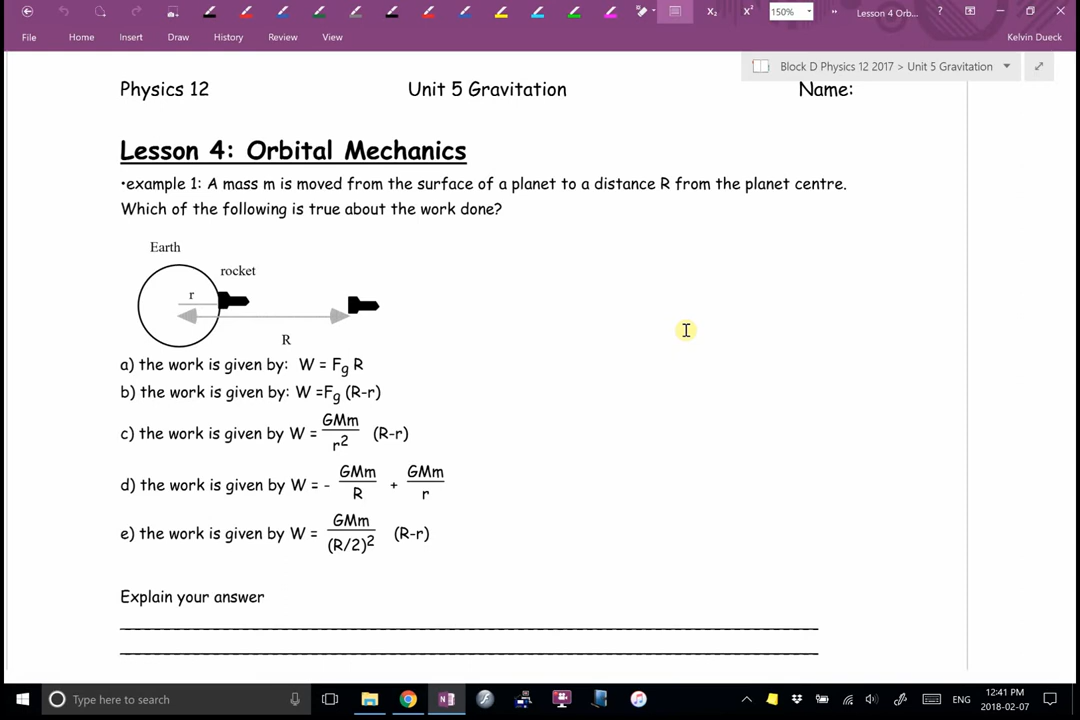 X₂ X² 150% Lesson 4 Orb... ?
File Home Insert Draw History Review View Kelvin Dueck
Block D Physics 12 2017 > Unit 5 Gravitation
Physics 12 Unit 5 Gravitation Name:
Lesson 4: Orbital Mechanics
•example 1: A mass m is moved from the surface of a planet to a distance R from the planet centre.
Which of the following is true about the work done?
Earth
rocket
r
R
a) the work is given by: W = Fg R
b) the work is given by: W =Fg (R-r)
c) the work is given by W = GMm / r2 (R-r)
d) the work is given by W = - GMm / R + GMm / r
e) the work is given by W = GMm / (R/2)2 (R-r)
Explain your answer
Type here to search
ENG
12:41 PM
2018-02-07